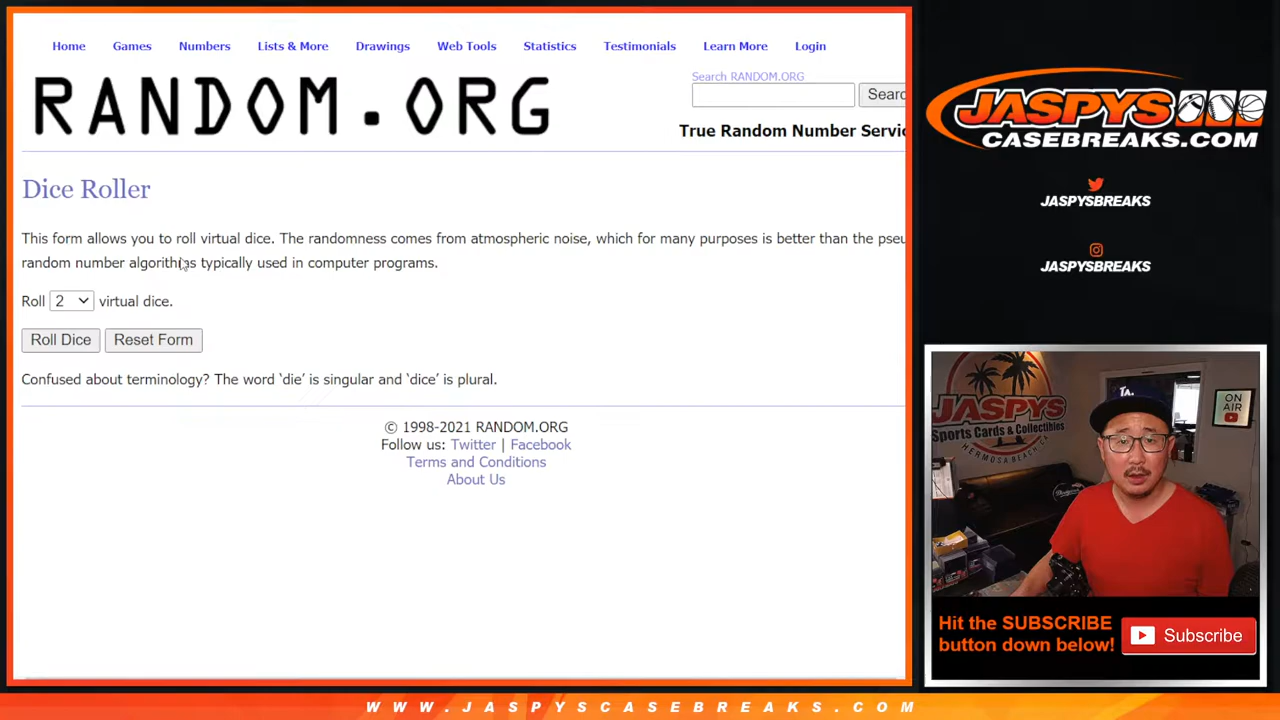 Home Games Numbers Lists & More Drawings Web Tools Statistics Testimonials Learn More Login
RANDOM.ORG
Search RANDOM.ORG
Searc
True Random Number Servic
Dice Roller
This form allows you to roll virtual dice. The randomness comes from atmospheric noise, which for many purposes is better than the pseu
random number algorithms typically used in computer programs.
Roll 2 virtual dice.
Roll Dice Reset Form
Confused about terminology? The word ‘die’ is singular and ‘dice’ is plural.
© 1998-2021 RANDOM.ORG
Follow us: Twitter | Facebook
Terms and Conditions
About Us
JASPYS
CASEBREAKS.COM
JASPYSBREAKS
JASPYSBREAKS
JASPYS
Sports Cards & Collectibles
HERMOSA BEACH, CA
ON
AIR
Hit the SUBSCRIBE
button down below!
Subscribe
WWW.JASPYSCASEBREAKS.COM